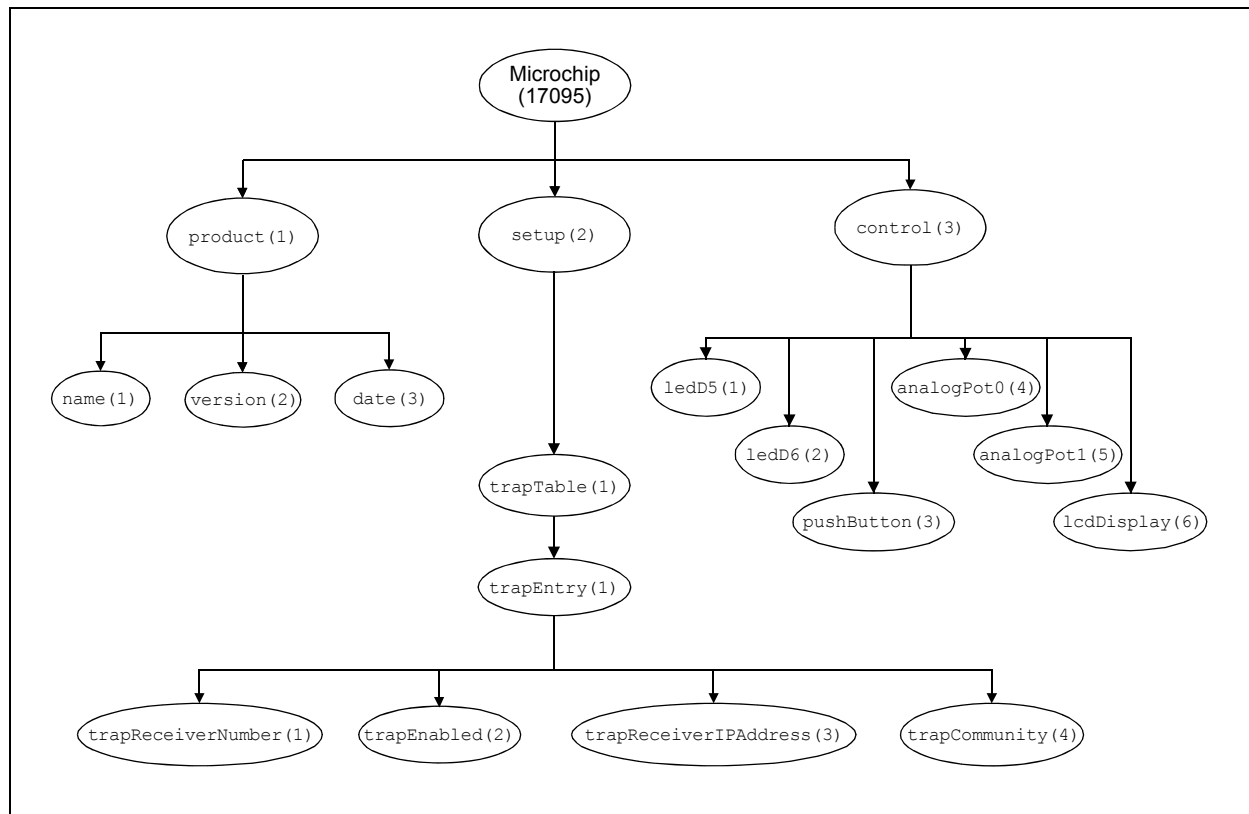 Microchip
(17095)
product(1)
setup(2)
control(3)
name(1)
version(2)
date(3)
ledD5(1)
analogPot0(4)
ledD6(2)
analogPot1(5)
trapTable(1)
pushButton(3)
lcdDisplay(6)
trapEntry(1)
trapReceiverNumber(1)
trapEnabled(2)
trapReceiverIPAddress(3)
trapCommunity(4)